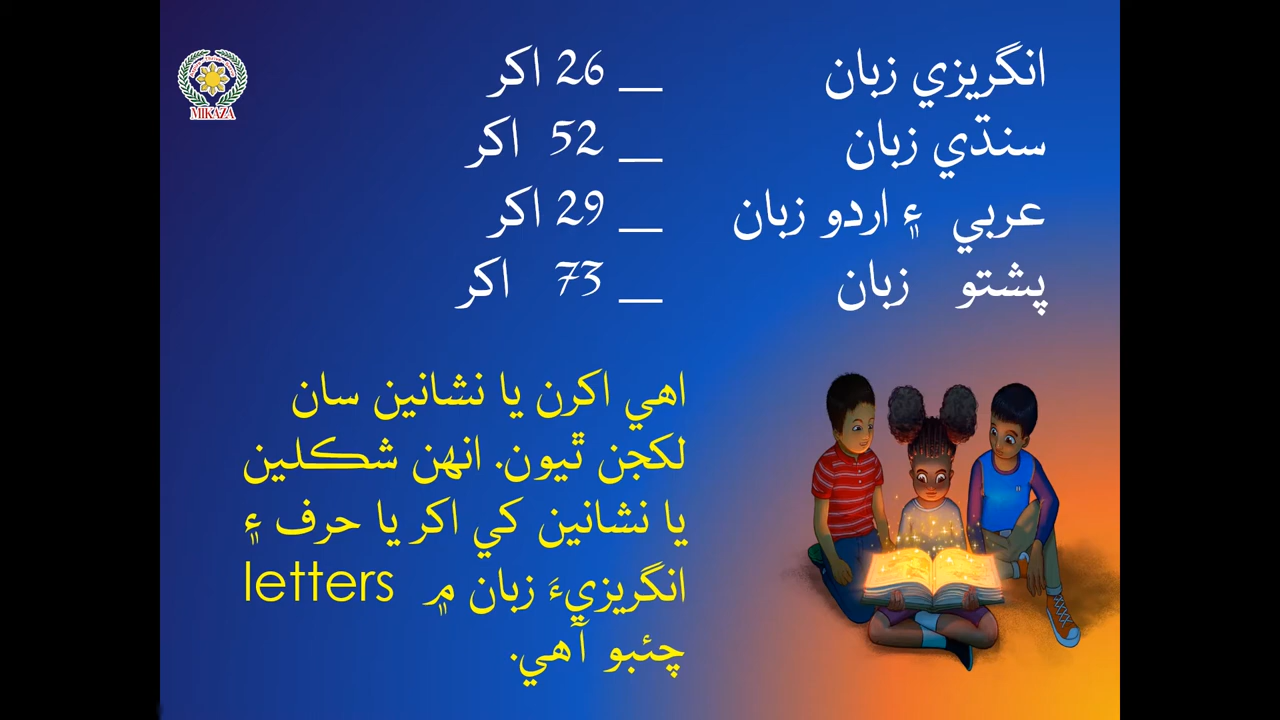 انگريزي زبان __ 26 اکر
سنڌي زبان __ 52 اکر
عربي ۽ اردو زبان __ 29 اکر
پشتو زبان __ 73 اکر
اهي اکرن يا نشانين سان
لکجن ٿيون. انهن شڪلين
يا نشانين کي اکر يا حرف ۽
انگريزيءَ زبان ۾ letters
چئبو آهي.
MIKAZA